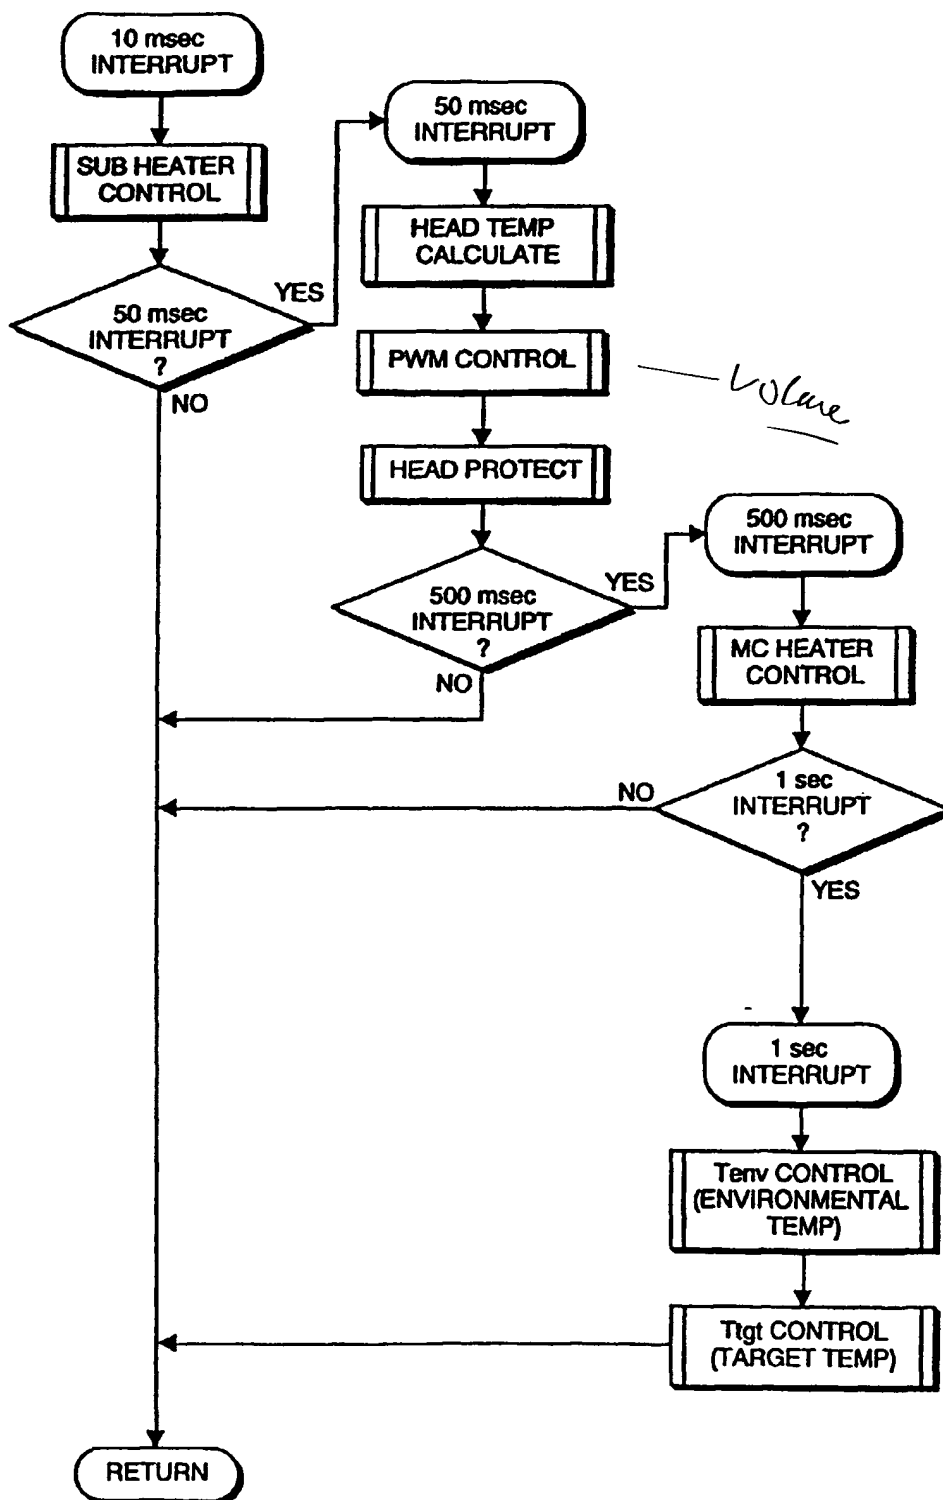 10 msec
INTERRUPT
SUB HEATER
CONTROL
50 msec
INTERRUPT
?
YES
NO
50 msec
INTERRUPT
HEAD TEMP
CALCULATE
PWM CONTROL
HEAD PROTECT
500 msec
INTERRUPT
?
YES
NO
500 msec
INTERRUPT
MC HEATER
CONTROL
1 sec
INTERRUPT
?
NO
YES
1 sec
INTERRUPT
Tenv CONTROL
(ENVIRONMENTAL
TEMP)
Ttgt CONTROL
(TARGET TEMP)
RETURN